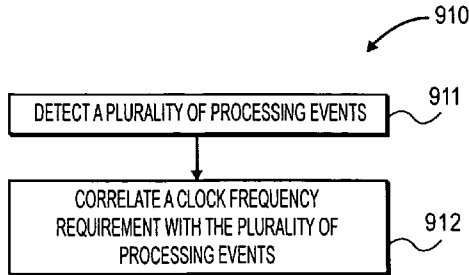 910
DETECT A PLURALITY OF PROCESSING EVENTS
911
CORRELATE A CLOCK FREQUENCY
REQUIREMENT WITH THE PLURALITY OF
PROCESSING EVENTS
912